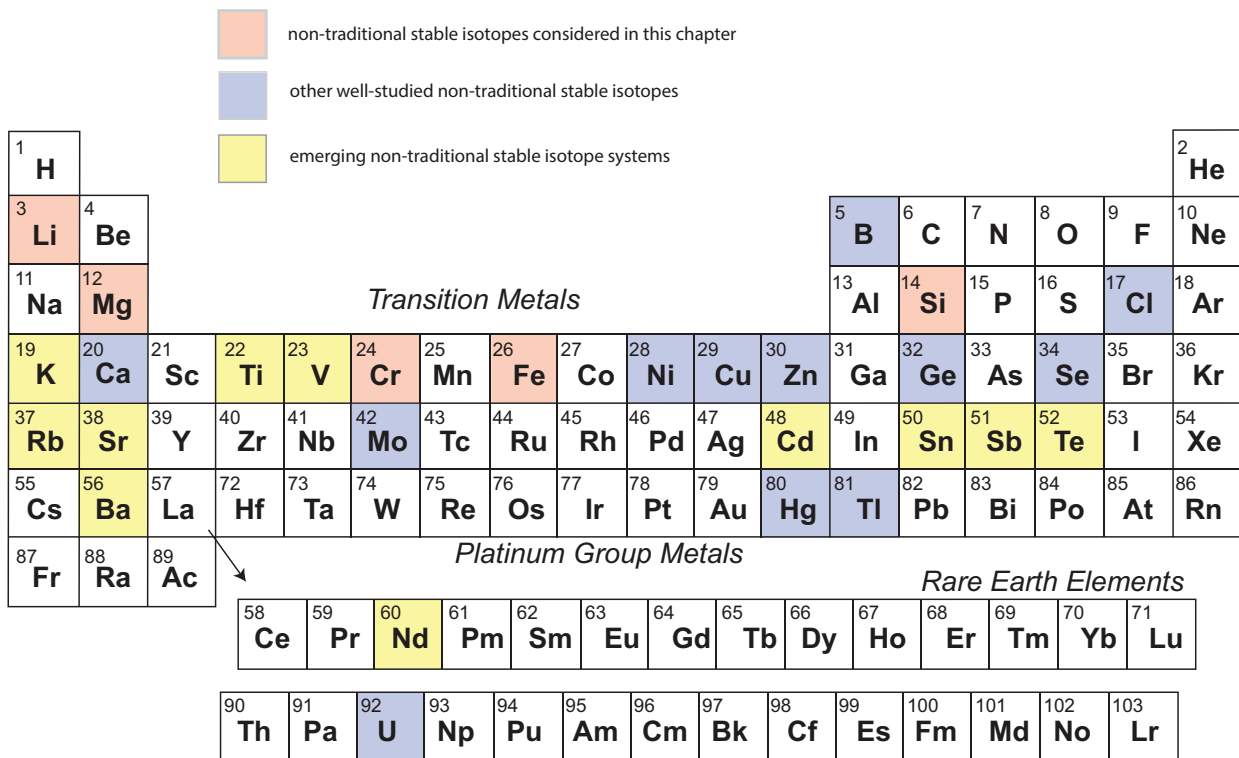 non-traditional stable isotopes considered in this chapter
other well-studied non-traditional stable isotopes
emerging non-traditional stable isotope systems
1 H 2 He
3 Li 4 Be 5 B 6 C 7 N 8 O 9 F 10 Ne
11 Na 12 Mg 13 Al 14 Si 15 P 16 S 17 Cl 18 Ar
Transition Metals
19 K 20 Ca 21 Sc 22 Ti 23 V 24 Cr 25 Mn 26 Fe 27 Co 28 Ni 29 Cu 30 Zn 31 Ga 32 Ge 33 As 34 Se 35 Br 36 Kr
37 Rb 38 Sr 39 Y 40 Zr 41 Nb 42 Mo 43 Tc 44 Ru 45 Rh 46 Pd 47 Ag 48 Cd 49 In 50 Sn 51 Sb 52 Te 53 I 54 Xe
55 Cs 56 Ba 57 La 72 Hf 73 Ta 74 W 75 Re 76 Os 77 Ir 78 Pt 79 Au 80 Hg 81 Tl 82 Pb 83 Bi 84 Po 85 At 86 Rn
87 Fr 88 Ra 89 Ac
Platinum Group Metals
Rare Earth Elements
58 Ce 59 Pr 60 Nd 61 Pm 62 Sm 63 Eu 64 Gd 65 Tb 66 Dy 67 Ho 68 Er 69 Tm 70 Yb 71 Lu
90 Th 91 Pa 92 U 93 Np 94 Pu 95 Am 96 Cm 97 Bk 98 Cf 99 Es 100 Fm 101 Md 102 No 103 Lr